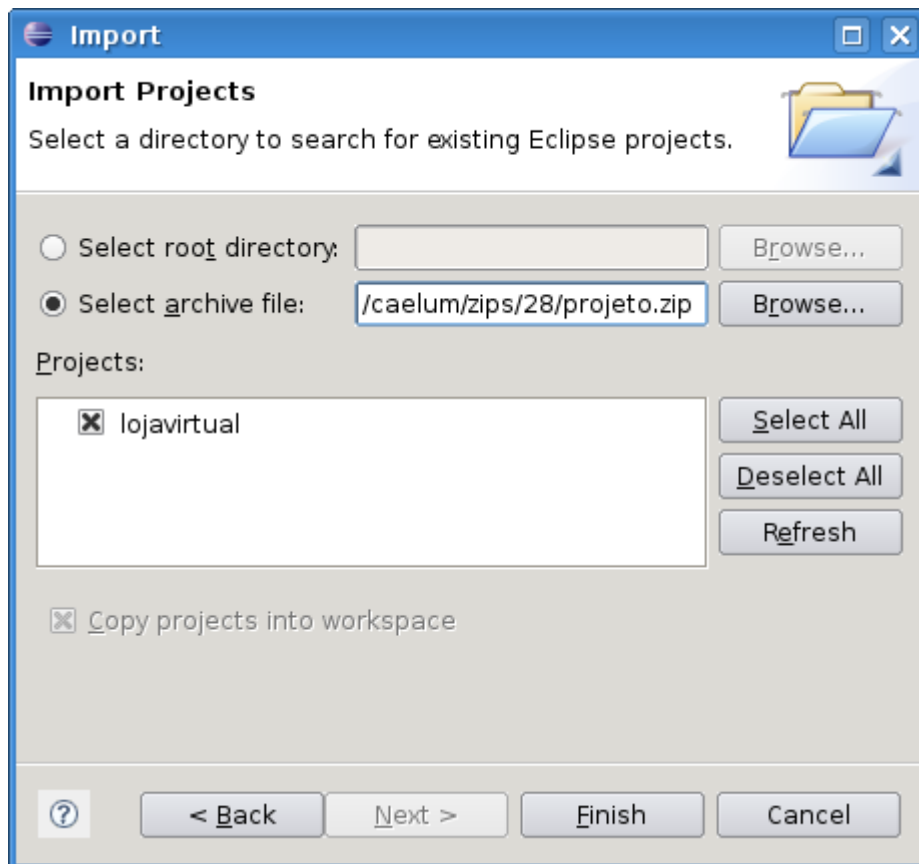 Import
Import Projects
Select a directory to search for existing Eclipse projects.
Select root directory: Browse...
Select archive file: /caelum/zips/28/projeto.zip Browse...
Projects:
lojavirtual
Select All
Deselect All
Refresh
Copy projects into workspace
? < Back Next > Finish Cancel